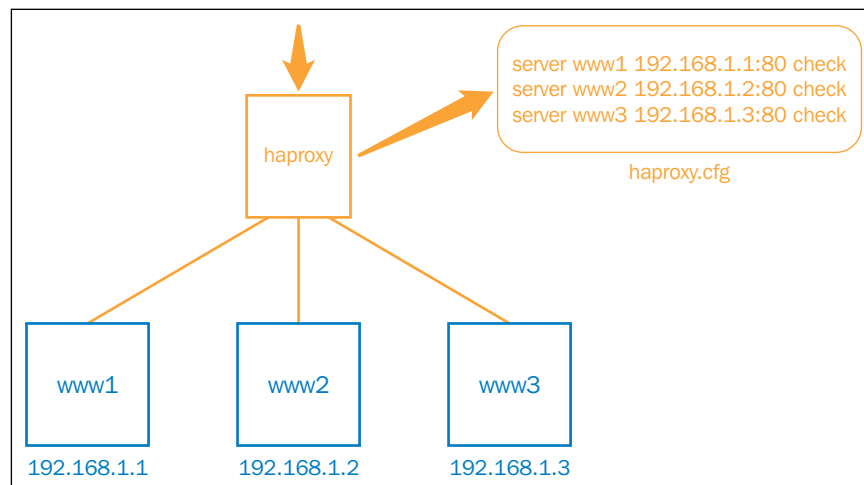 server www1 192.168.1.1:80 check
server www2 192.168.1.2:80 check
server www3 192.168.1.3:80 check
haproxy
haproxy.cfg
www1
www2
www3
192.168.1.1
192.168.1.2
192.168.1.3